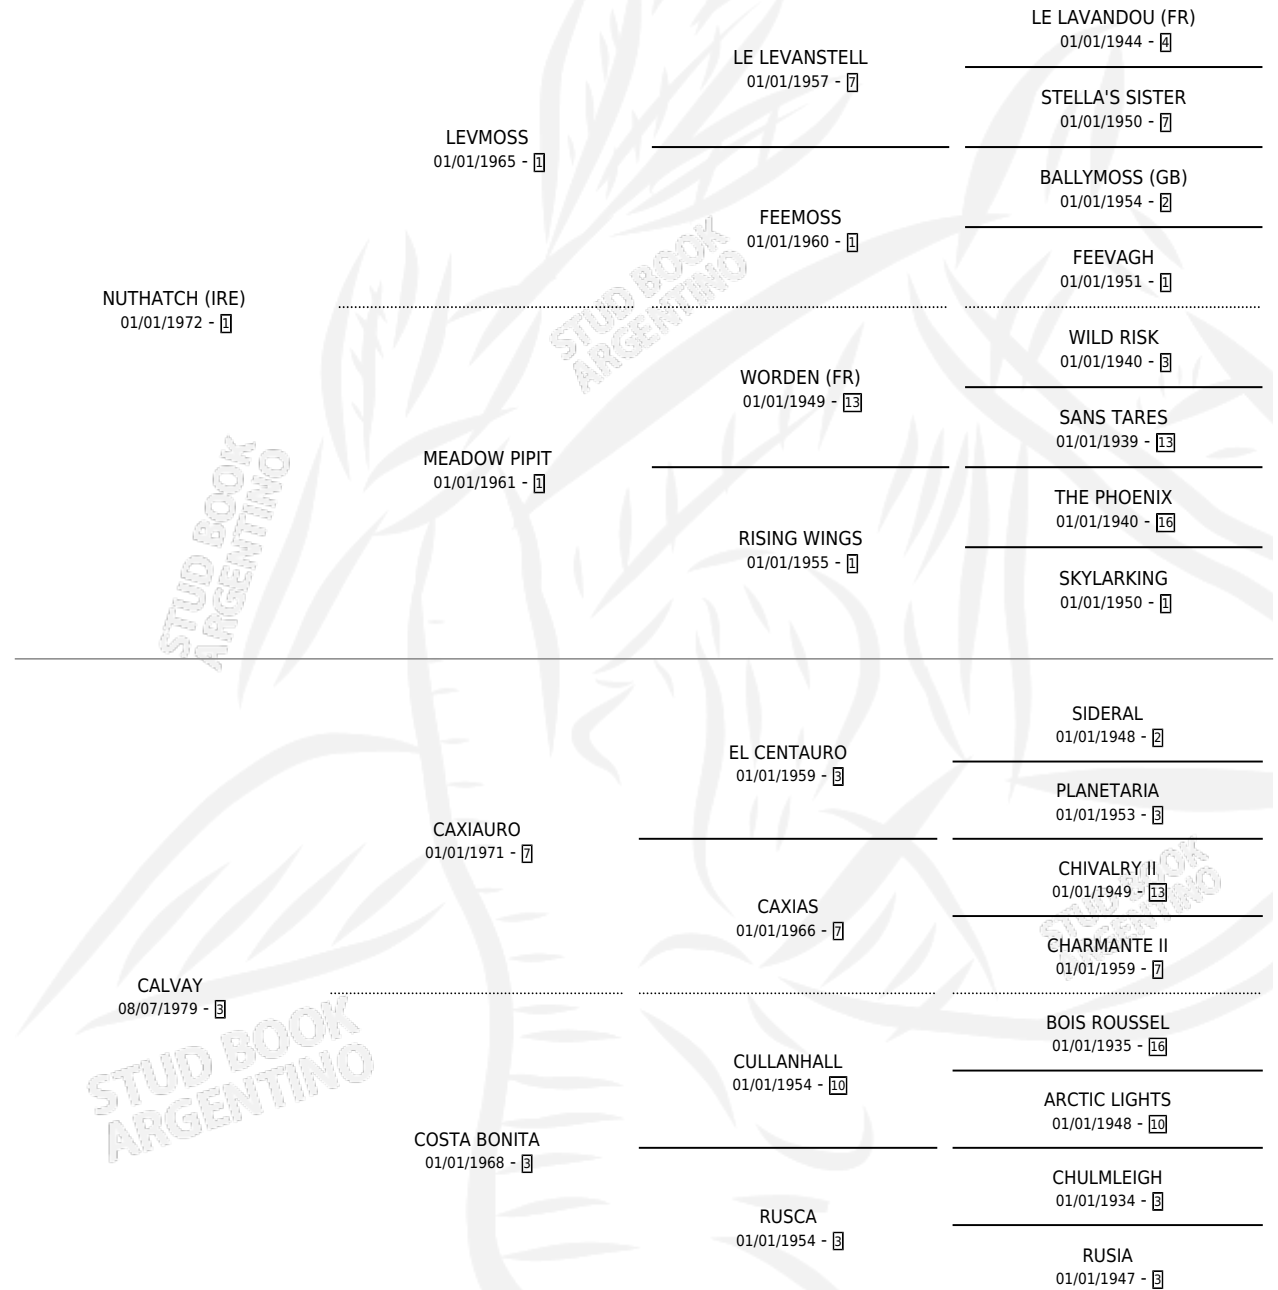 LE LAVANDOU (FR)
01/01/1944 - 4
LE LEVANSTELL
01/01/1957 - 7
STELLA'S SISTER
01/01/1950 - 7
LEVMOSS
01/01/1965 - 1
BALLYMOSS (GB)
01/01/1954 - 2
FEEMOSS
01/01/1960 - 1
FEEVAGH
01/01/1951 - 1
NUTHATCH (IRE)
01/01/1972 - 1
WILD RISK
01/01/1940 - 3
WORDEN (FR)
01/01/1949 - 13
SANS TARES
01/01/1939 - 13
MEADOW PIPIT
01/01/1961 - 1
THE PHOENIX
01/01/1940 - 16
RISING WINGS
01/01/1955 - 1
SKYLARKING
01/01/1950 - 1
SIDERAL
01/01/1948 - 2
EL CENTAURO
01/01/1959 - 3
PLANETARIA
01/01/1953 - 3
CAXIAURO
01/01/1971 - 7
CHIVALRY II
01/01/1949 - 13
CAXIAS
01/01/1966 - 7
CHARMANTE II
01/01/1959 - 7
CALVAY
08/07/1979 - 3
BOIS ROUSSEL
01/01/1935 - 16
CULLANHALL
01/01/1954 - 10
ARCTIC LIGHTS
01/01/1948 - 10
COSTA BONITA
01/01/1968 - 3
CHULMLEIGH
01/01/1934 - 3
RUSCA
01/01/1954 - 3
RUSIA
01/01/1947 - 3
STUD BOOK
ARGENTINO
STUD BOOK
ARGENTINO
STUD BOOK
ARGENTINO
STUD BOOK
ARGENTINO